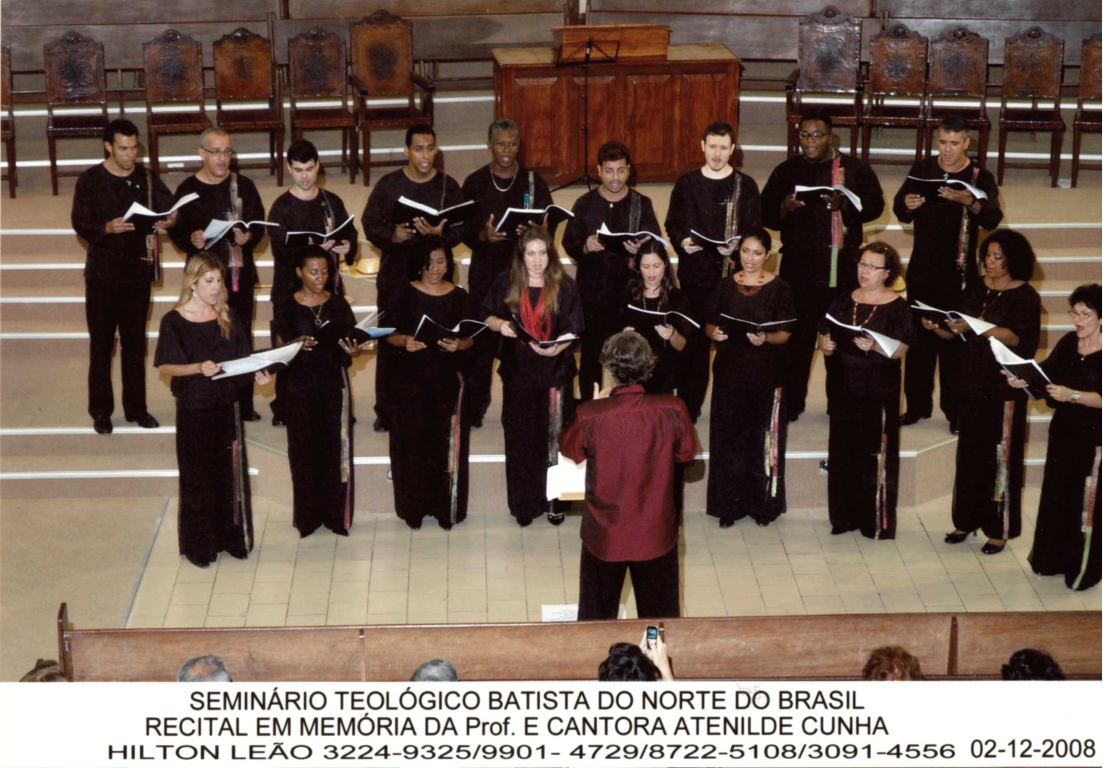 SEMINÁRIO TEOLÓGICO BATISTA DO NORTE DO BRASIL
RECITAL EM MEMÓRIA DA Prof. E CANTORA ATENILDE CUNHA
HILTON LEÃO 3224-9325/9901- 4729/8722-5108/3091-4556 02-12-2008